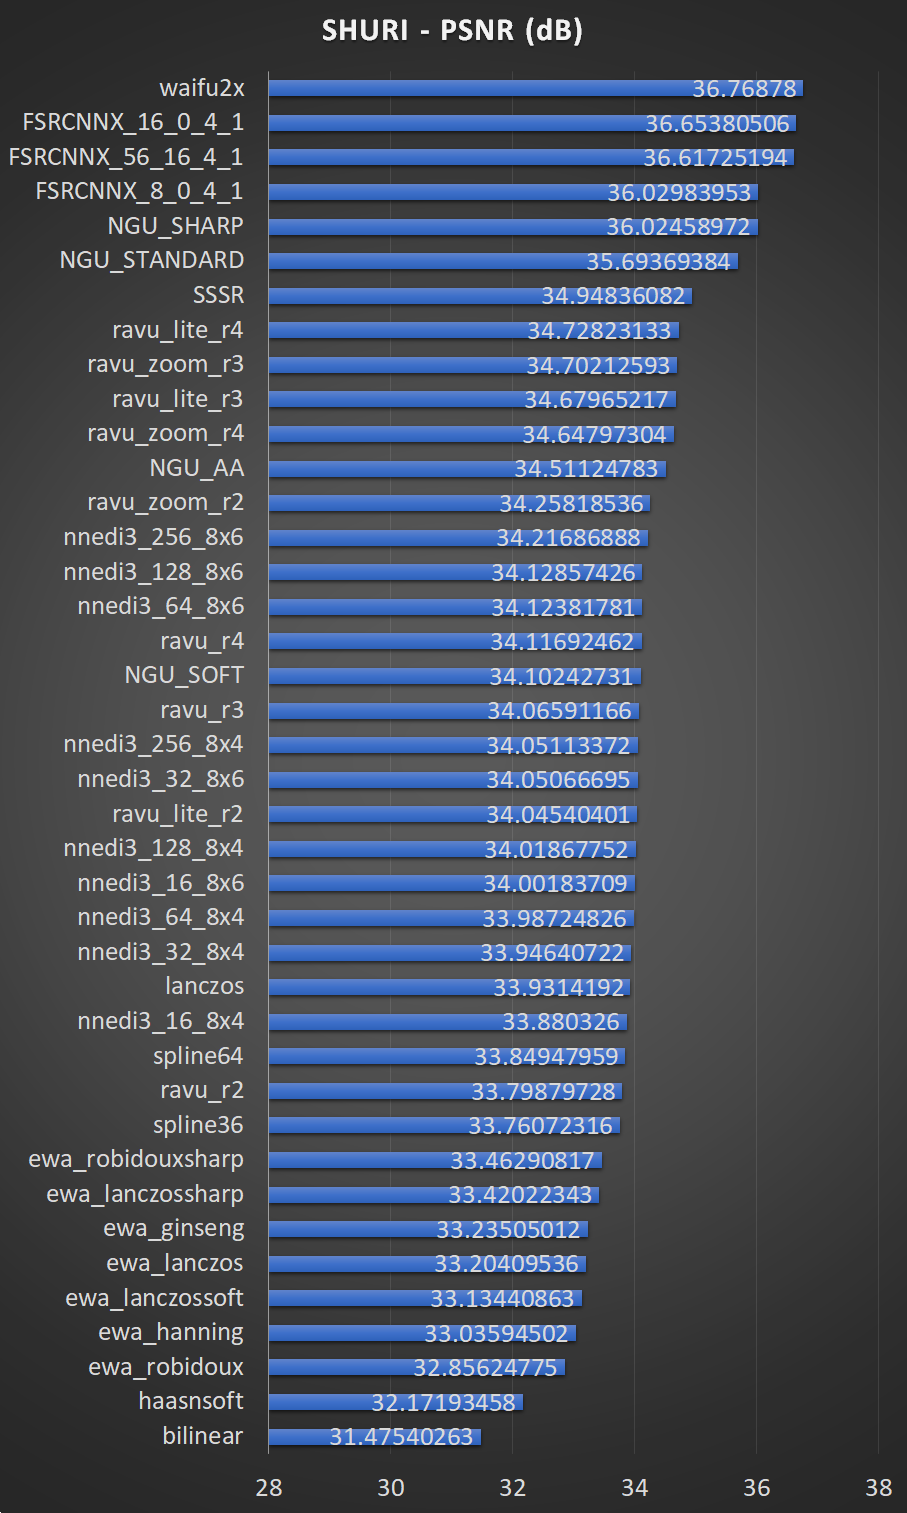 SHURI - PSNR (dB)
waifu2x 36.76878
FSRCNNX_16_0_4_1 36.65380506
FSRCNNX_56_16_4_1 36.61725194
FSRCNNX_8_0_4_1 36.02983953
NGU_SHARP 36.02458972
NGU_STANDARD 35.69369384
SSSR 34.94836082
ravu_lite_r4 34.72823133
ravu_zoom_r3 34.70212593
ravu_lite_r3 34.67965217
ravu_zoom_r4 34.64797304
NGU_AA 34.51124783
ravu_zoom_r2 34.25818536
nnedi3_256_8x6 34.21686888
nnedi3_128_8x6 34.12857426
nnedi3_64_8x6 34.12381781
ravu_r4 34.11692462
NGU_SOFT 34.10242731
ravu_r3 34.06591166
nnedi3_256_8x4 34.05113372
nnedi3_32_8x6 34.05066695
ravu_lite_r2 34.04540401
nnedi3_128_8x4 34.01867752
nnedi3_16_8x6 34.00183709
nnedi3_64_8x4 33.98724826
nnedi3_32_8x4 33.94640722
lanczos 33.9314192
nnedi3_16_8x4 33.880326
spline64 33.84947959
ravu_r2 33.79879728
spline36 33.76072316
ewa_robidouxsharp 33.46290817
ewa_lanczossharp 33.42022343
ewa_ginseng 33.23505012
ewa_lanczos 33.20409536
ewa_lanczossoft 33.13440863
ewa_hanning 33.03594502
ewa_robidoux 32.85624775
haasnsoft 32.17193458
bilinear 31.47540263
28 30 32 34 36 38